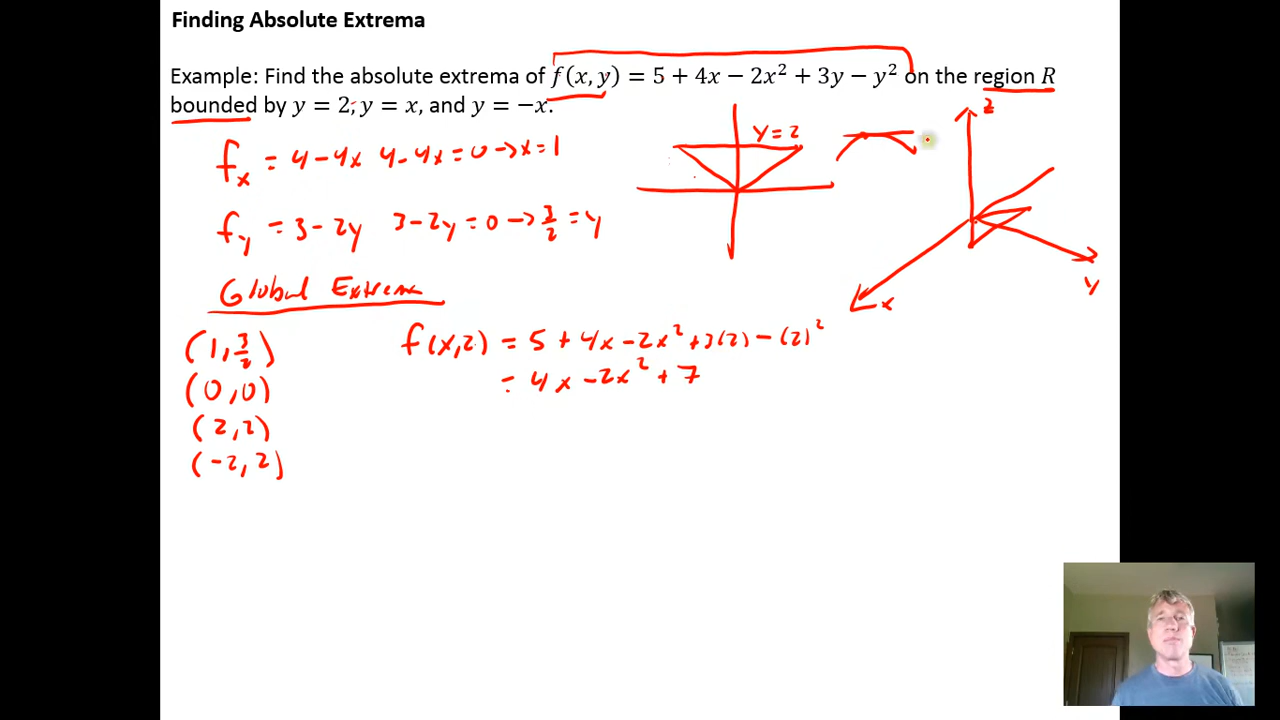 Finding Absolute Extrema
Example: Find the absolute extrema of f(x, y) = 5 + 4x − 2x² + 3y − y² on the region R
bounded by y = 2, y = x, and y = −x.
fx = 4 - 4x 4 - 4x = 0 → x = 1
y = 2
z
fy = 3 - 2y 3 - 2y = 0 → 3/2 = y
x
y
Global Extrema
(1, 3/2)
f(x,2) = 5 + 4x - 2x² + 3(2) - (2)²
(0,0)
= 4x - 2x² + 7
(2,2)
(-2,2)